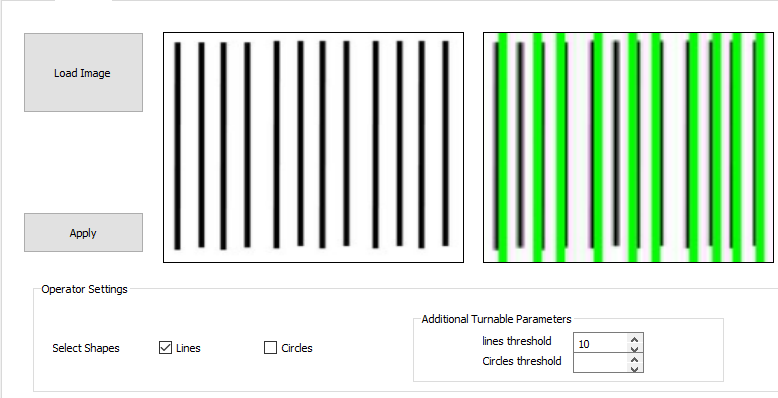 Load Image
Apply
Operator Settings
Select Shapes
Lines
Circles
Additional Turnable Parameters
lines threshold
10
Circles threshold